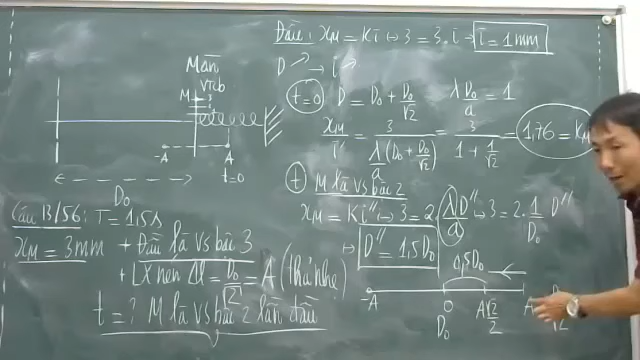 Đầu: x_M = Ki ↔ 3 = 3.i → i = 1mm
D ↗ → i ↗
Màn
vtcb
M
t=0 D = D₀ + D₀/√2 λD₀/a = 1
x_M/i' = 3/(λ/a (D₀ + D₀/√2)) = 3/(1 + 1/√2) = 1,76 = K_M
-A A
t=0
D₀
t M là vs bậc 2
Câu 13/56: T = 1,5s
x_M = Ki'' ↔ 3 = 2. λD''/a ↔ 3 = 2. 1/D₀ D''
x_M = 3mm + Đầu là vs bậc 3
↔ D'' = 1,5D₀
+ LX nén Δl = D₀/√2 = A (thả nhẹ)
0,5D₀
t = ? M là vs bậc 2 lần đầu
-A O A√2/2 A
D₀